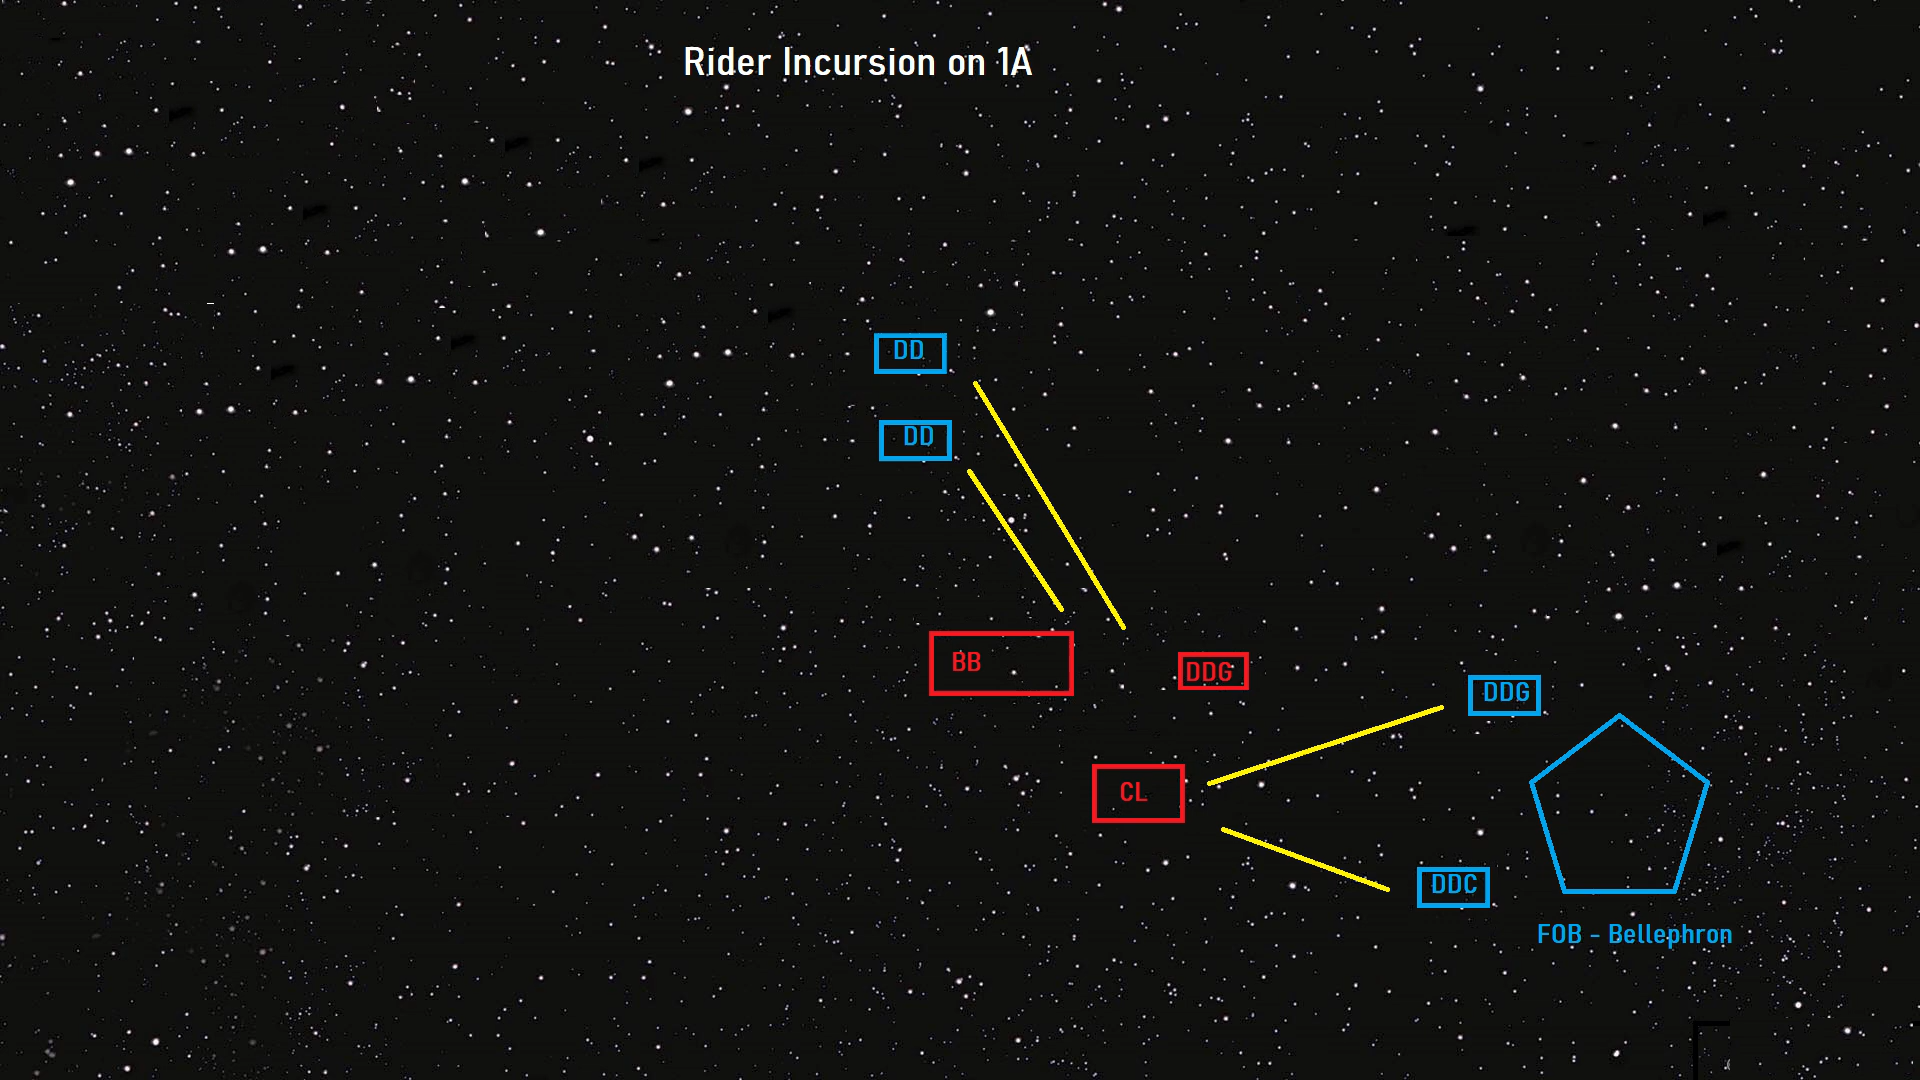 Rider Incursion on 1A
DD
DD
BB
DDG
DDG
CL
DDC
FOB - Bellephron